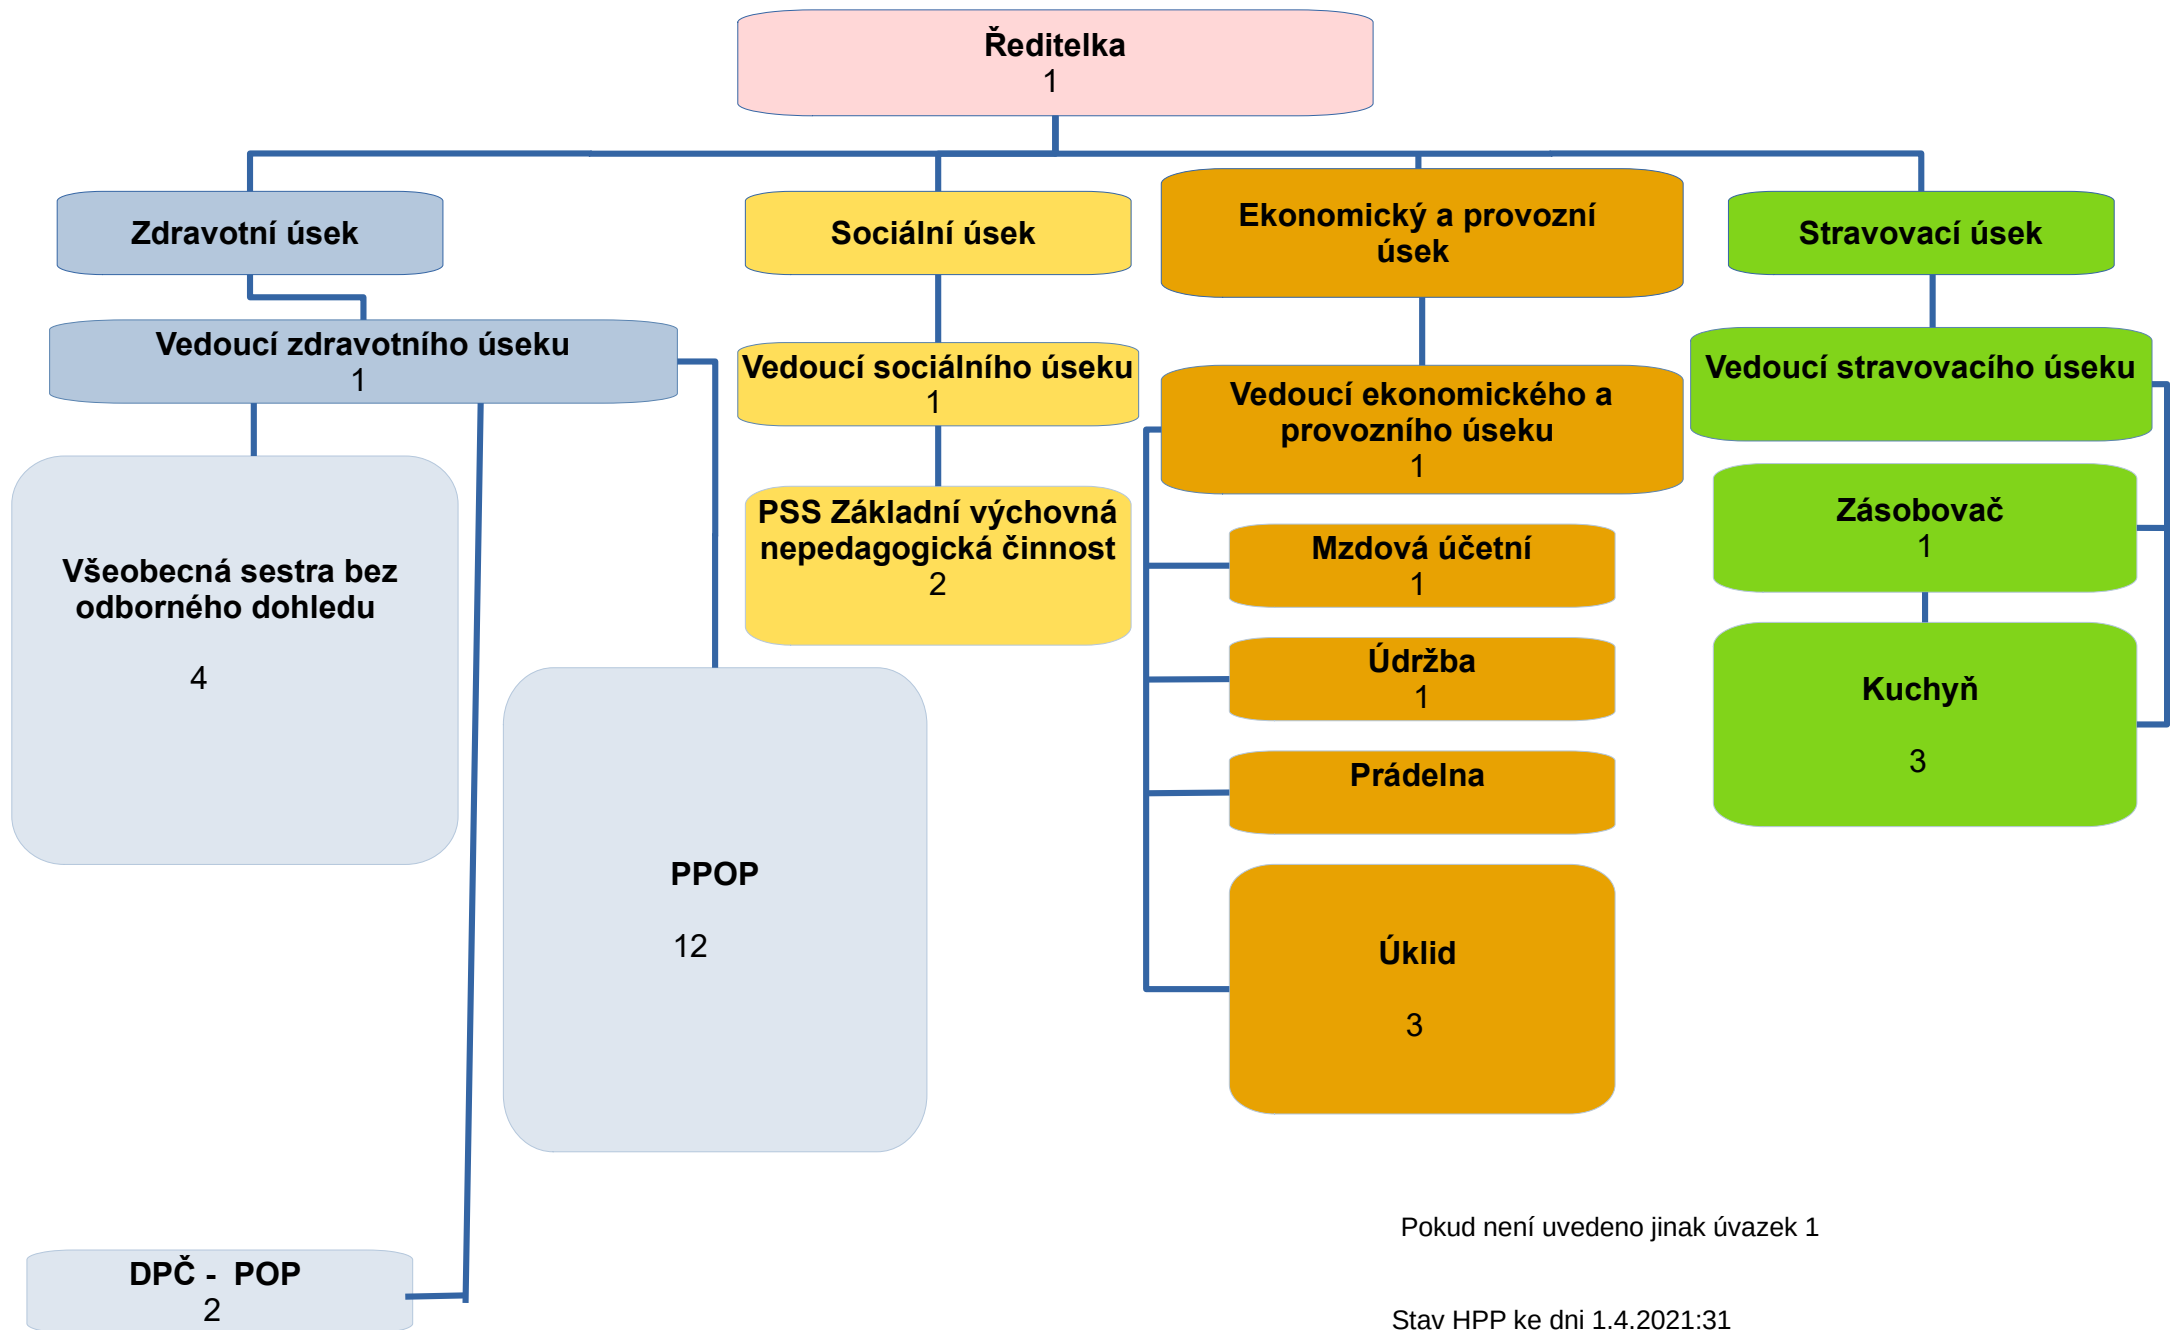 Ředitelka
1
Zdravotní úsek
Sociální úsek
Ekonomický a provozní
úsek
Stravovací úsek
Vedoucí zdravotního úseku
1
Vedoucí sociálního úseku
1
Vedoucí ekonomického a
provozního úseku
1
Vedoucí stravovacího úseku
Všeobecná sestra bez
odborného dohledu
4
PPOP
12
DPČ -  POP
2
PSS Základní výchovná
nepedagogická činnost
2
Mzdová účetní
1
Údržba
1
Prádelna
Úklid
3
Zásobovač
1
Kuchyň
3
Pokud není uvedeno jinak úvazek 1
Stav HPP ke dni 1.4.2021:31